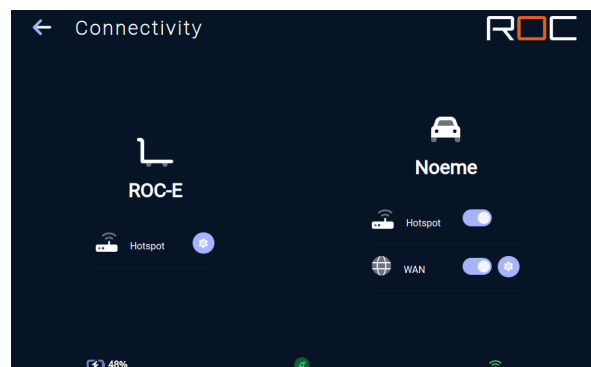 Connectivity
ROC
ROC-E
Hotspot
Noeme
Hotspot
WAN
48%